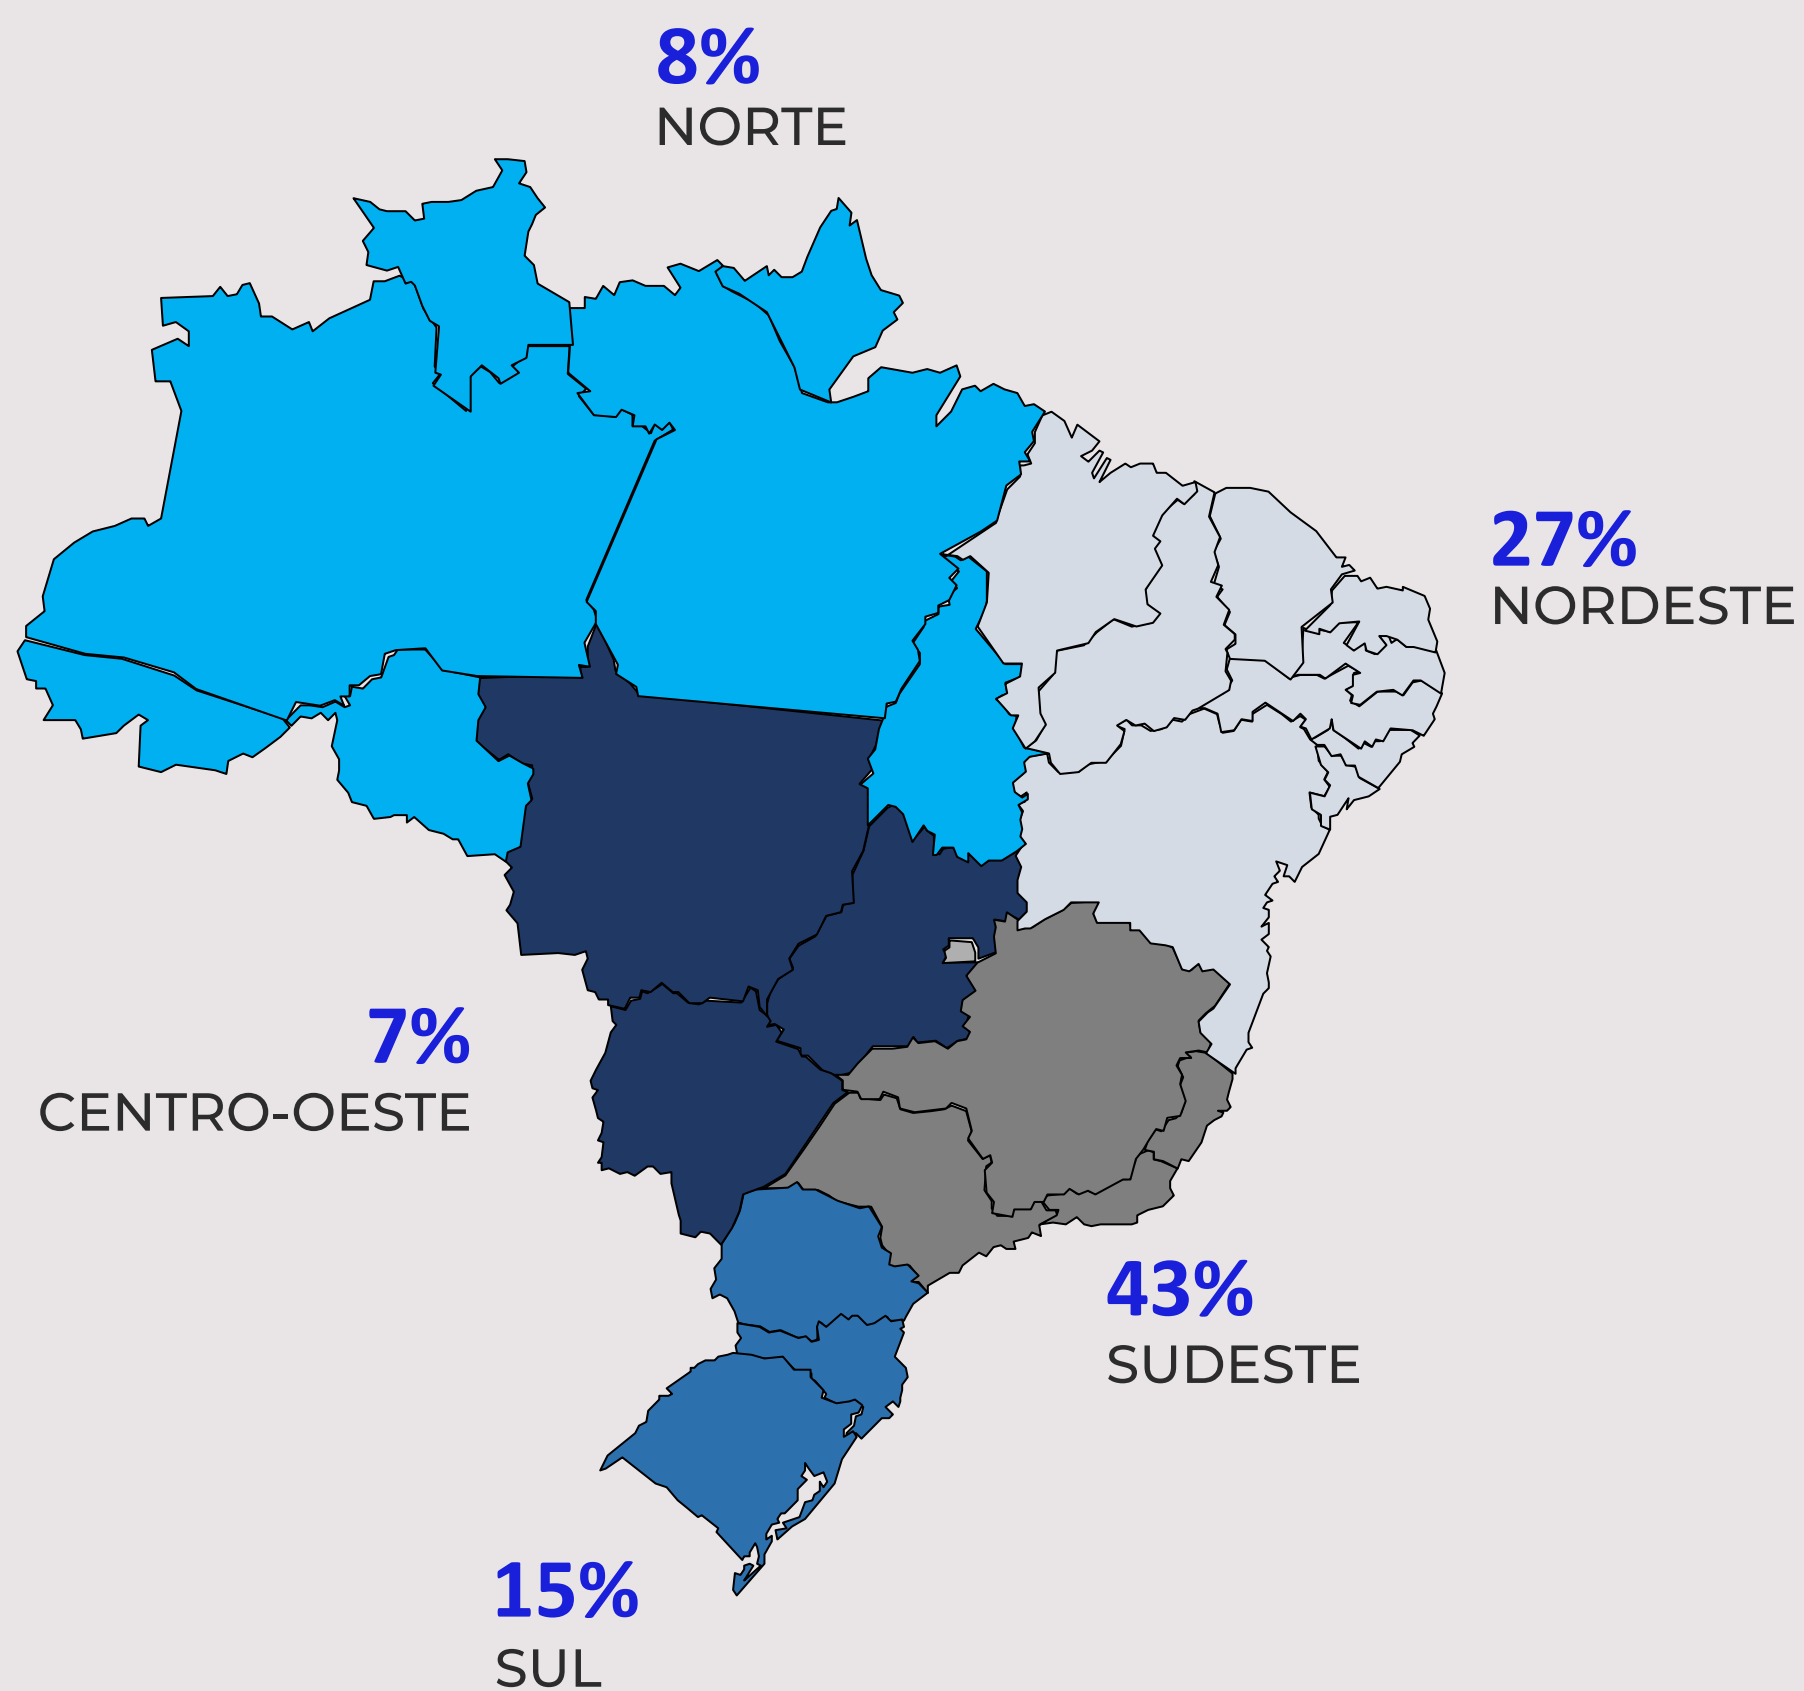 8%
NORTE
27%
NORDESTE
7%
CENTRO-OESTE
43%
SUDESTE
15%
SUL